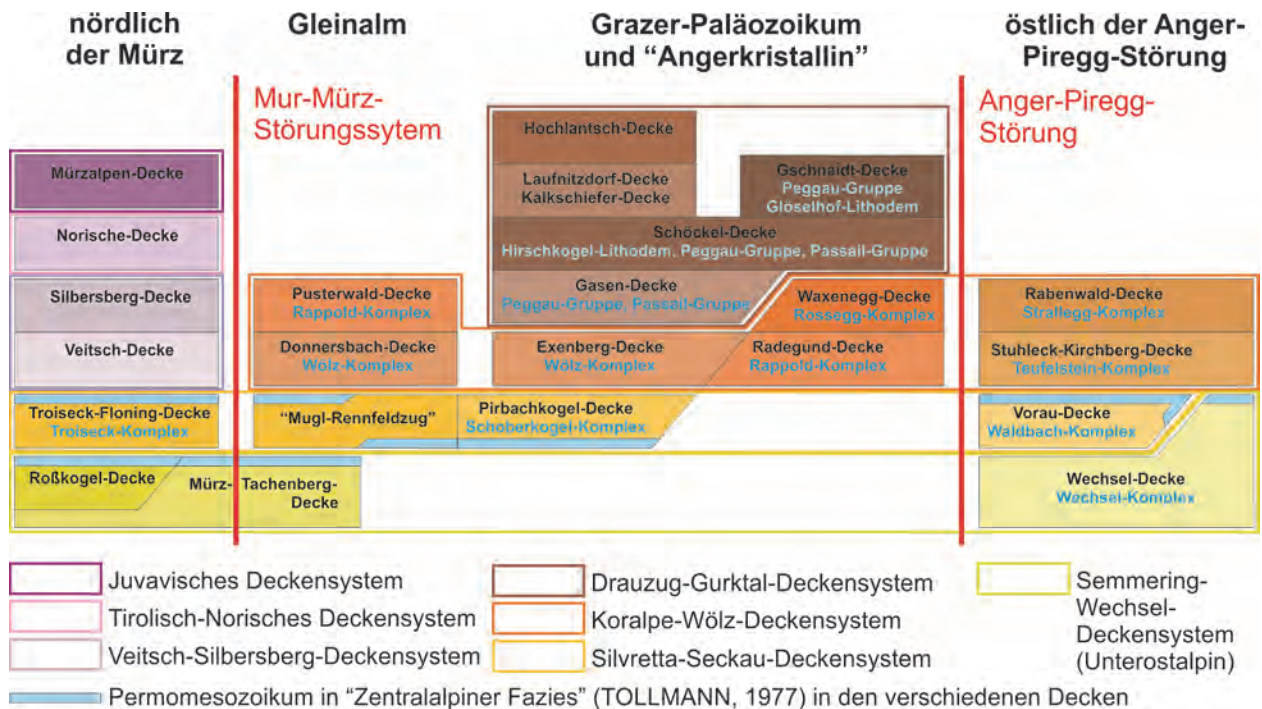 nördlich
der Mürz
Gleinalm
Grazer-Paläozoikum
und "Angerkristallin"
östlich der Anger-
Piregg-Störung
Mur-Mürz-
Störungssytem
Anger-Piregg-
Störung
Mürzalpen-Decke
Norische-Decke
Silbersberg-Decke
Veitsch-Decke
Troiseck-Floning-Decke
Troiseck-Komplex
Roßkogel-Decke
Mürz-
Tachenberg-
Decke
Pusterwald-Decke
Rappold-Komplex
Donnersbach-Decke
Wölz-Komplex
"Mugl-Rennfeldzug"
Hochlantsch-Decke
Laufnitzdorf-Decke
Kalkschiefer-Decke
Gschnaidt-Decke
Peggau-Gruppe
Glöselhof-Lithodem
Schöckel-Decke
Hirschkogel-Lithodem, Peggau-Gruppe, Passail-Gruppe
Gasen-Decke
Peggau-Gruppe, Passail-Gruppe
Waxenegg-Decke
Rossegg-Komplex
Exenberg-Decke
Wölz-Komplex
Radegund-Decke
Rappold-Komplex
Pirbachkogel-Decke
Schoberkogel-Komplex
Rabenwald-Decke
Strallegg-Komplex
Stuhleck-Kirchberg-Decke
Teufelstein-Komplex
Vorau-Decke
Waldbach-Komplex
Wechsel-Decke
Wechsel-Komplex
Juvavisches Deckensystem
Tirolisch-Norisches Deckensystem
Veitsch-Silbersberg-Deckensystem
Drauzug-Gurktal-Deckensystem
Koralpe-Wölz-Deckensystem
Silvretta-Seckau-Deckensystem
Semmering-
Wechsel-
Deckensystem
(Unterostalpin)
Permomesozoikum in "Zentralalpiner Fazies" (TOLLMANN, 1977) in den verschiedenen Decken